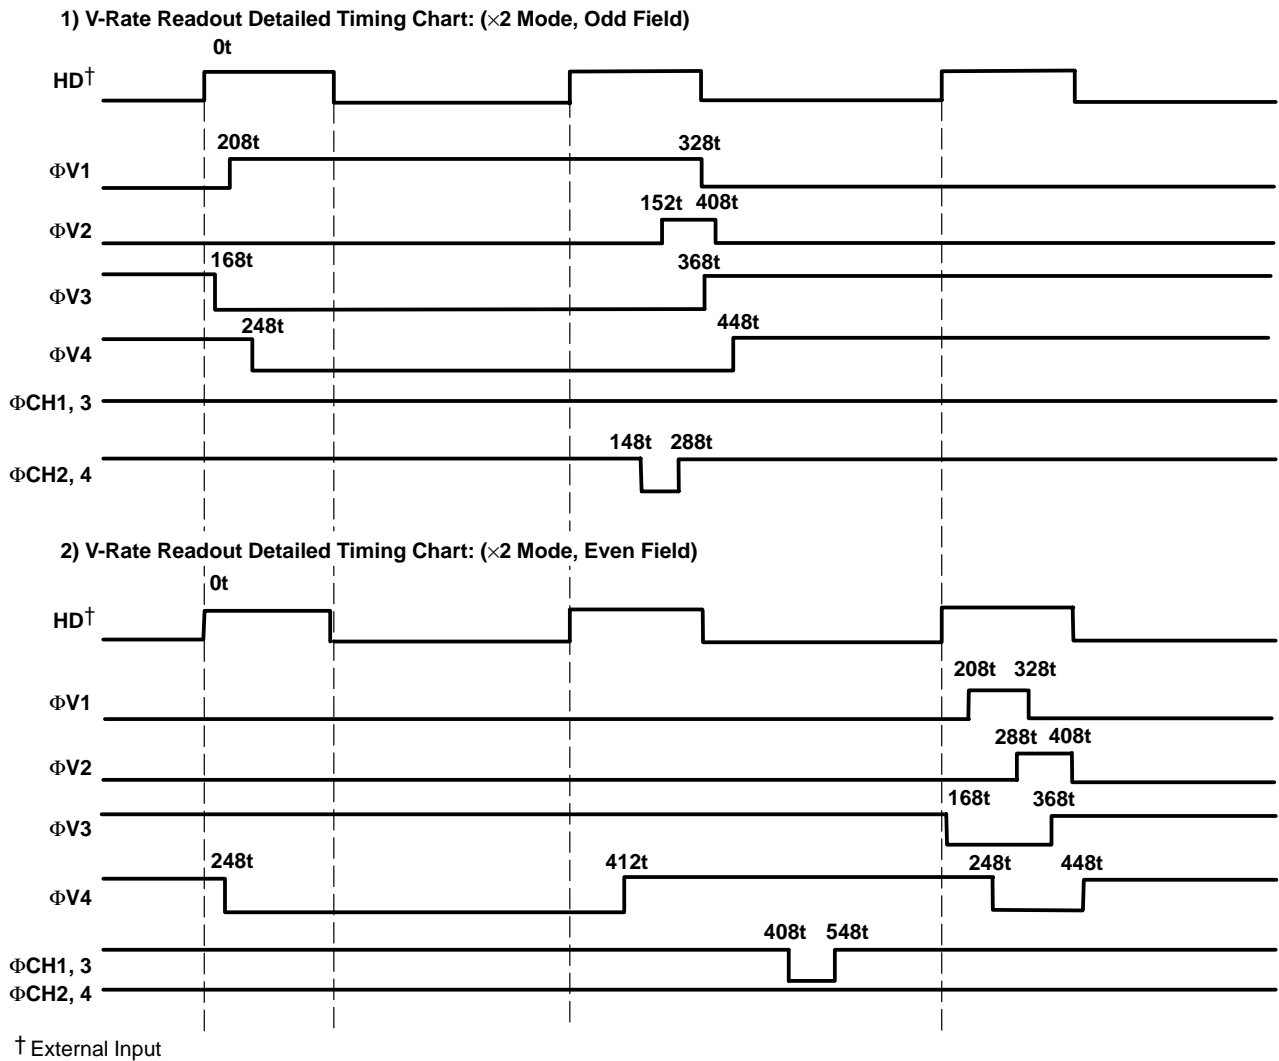 1) V-Rate Readout Detailed Timing Chart: (×2 Mode, Odd Field)
0t
HD†
208t 328t
ΦV1
152t 408t
ΦV2
168t 368t
ΦV3
248t 448t
ΦV4
ΦCH1, 3
148t 288t
ΦCH2, 4
2) V-Rate Readout Detailed Timing Chart: (×2 Mode, Even Field)
0t
HD†
208t 328t
ΦV1
288t 408t
ΦV2
168t 368t
ΦV3
248t 412t 248t 448t
ΦV4
408t 548t
ΦCH1, 3
ΦCH2, 4
† External Input